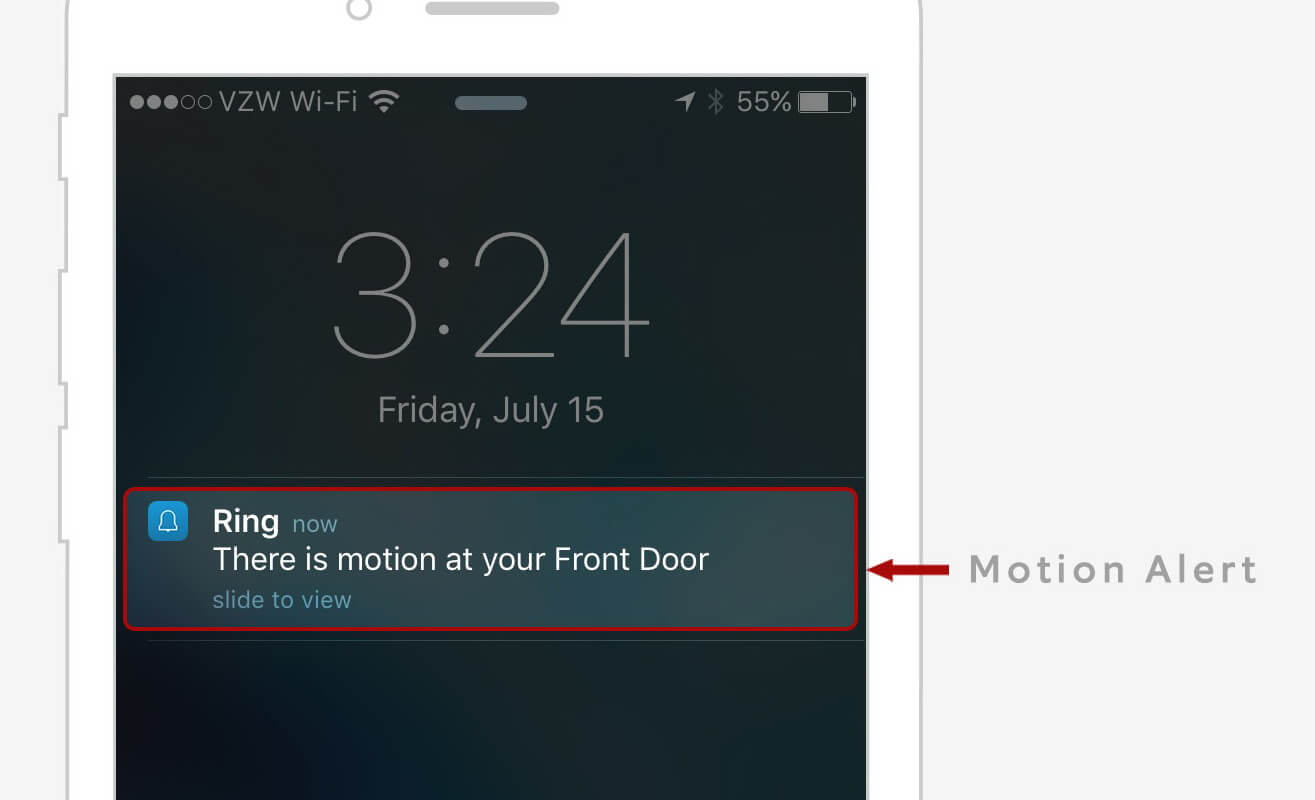 VZW Wi-Fi 55%
3:24
Friday, July 15
Ring now
There is motion at your Front Door
slide to view
Motion Alert